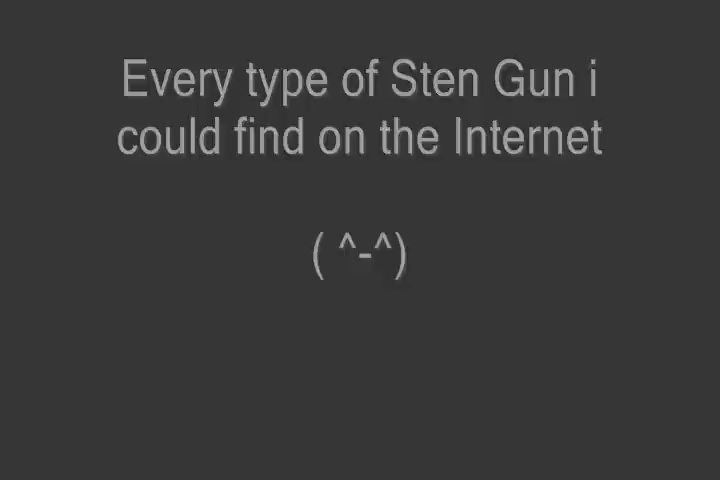 Every type of Sten Gun i
could find on the Internet
( ^-^)